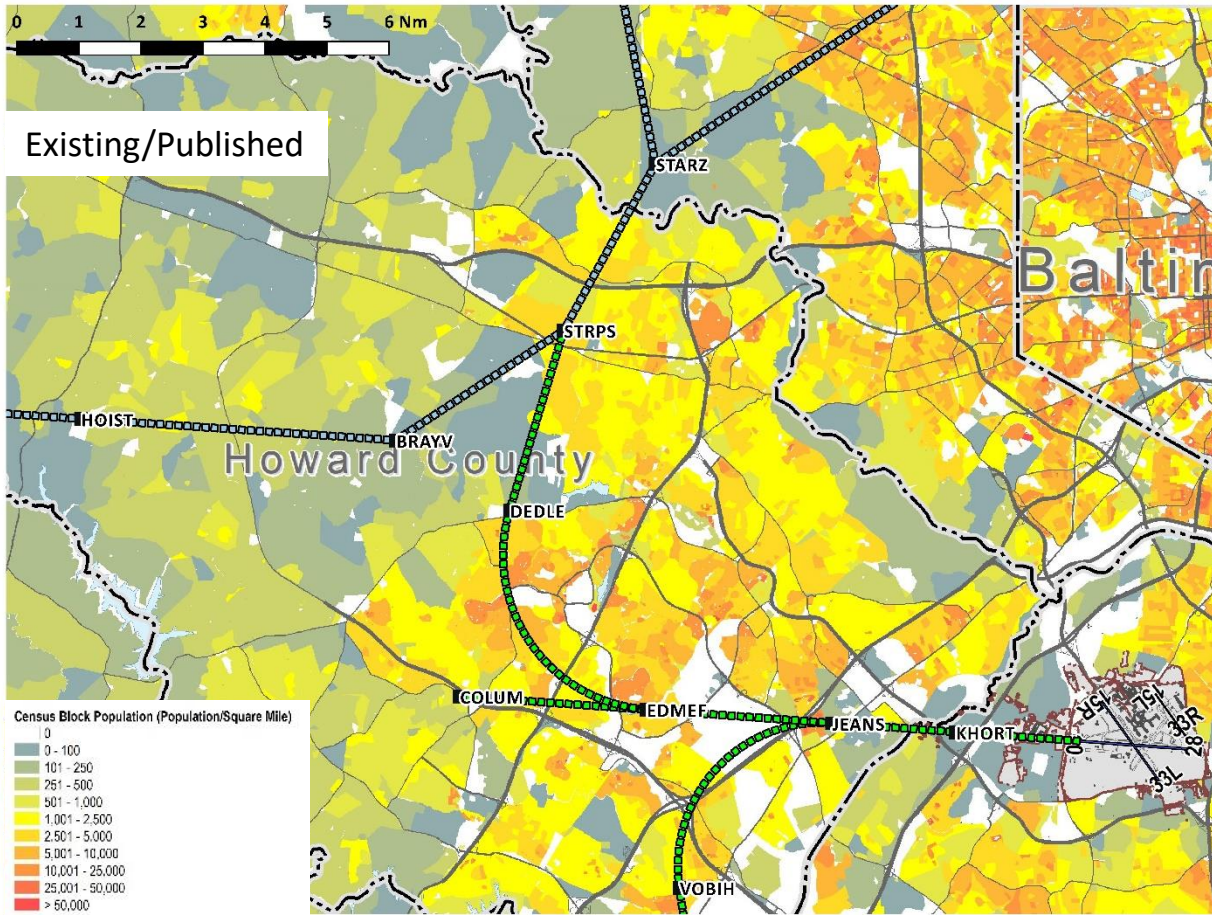 0 1 2 3 4 5 6 Nm
Existing/Published
STARZ
Baltin
STRPS
HOIST
BRAYV
Howard County
DEDLE
COLUM
EDMEF
JEANS
KHORT
10
15R
15L
33R
28
33L
VOBIH
Census Block Population (Population/Square Mile)
0
0 - 100
101 - 250
251 - 500
501 - 1,000
1,001 - 2,500
2,501 - 5,000
5,001 - 10,000
10,001 - 25,000
25,001 - 50,000
> 50,000